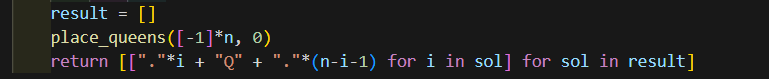 result = []
place_queens([-1]*n, 0)
return [["."*i + "Q" + "."*(n-i-1) for i in sol] for sol in result]